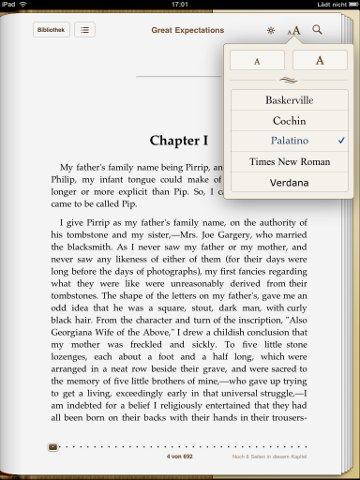 iPad
17:01
Lädt nicht
Bibliothek
Great Expectations
AA
A
A
Baskerville
Cochin
Palatino
Times New Roman
Verdana
Chapter I
My father's family name being Pirrip, an
Philip, my infant tongue could make of
longer or more explicit than Pip. So, I ca
came to be called Pip.
I give Pirrip as my father's family name, on the authority of
his tombstone and my sister,—Mrs. Joe Gargery, who married
the blacksmith. As I never saw my father or my mother, and
never saw any likeness of either of them (for their days were
long before the days of photographs), my first fancies regarding
what they were like were unreasonably derived from their
tombstones. The shape of the letters on my father's, gave me an
odd idea that he was a square, stout, dark man, with curly
black hair. From the character and turn of the inscription, "Also
Georgiana Wife of the Above," I drew a childish conclusion that
my mother was freckled and sickly. To five little stone
lozenges, each about a foot and a half long, which were
arranged in a neat row beside their grave, and were sacred to
the memory of five little brothers of mine,—who gave up trying
to get a living, exceedingly early in that universal struggle,—I
am indebted for a belief I religiously entertained that they had
all been born on their backs with their hands in their trousers-
4 von 692
Noch 6 Seiten in diesem Kapitel